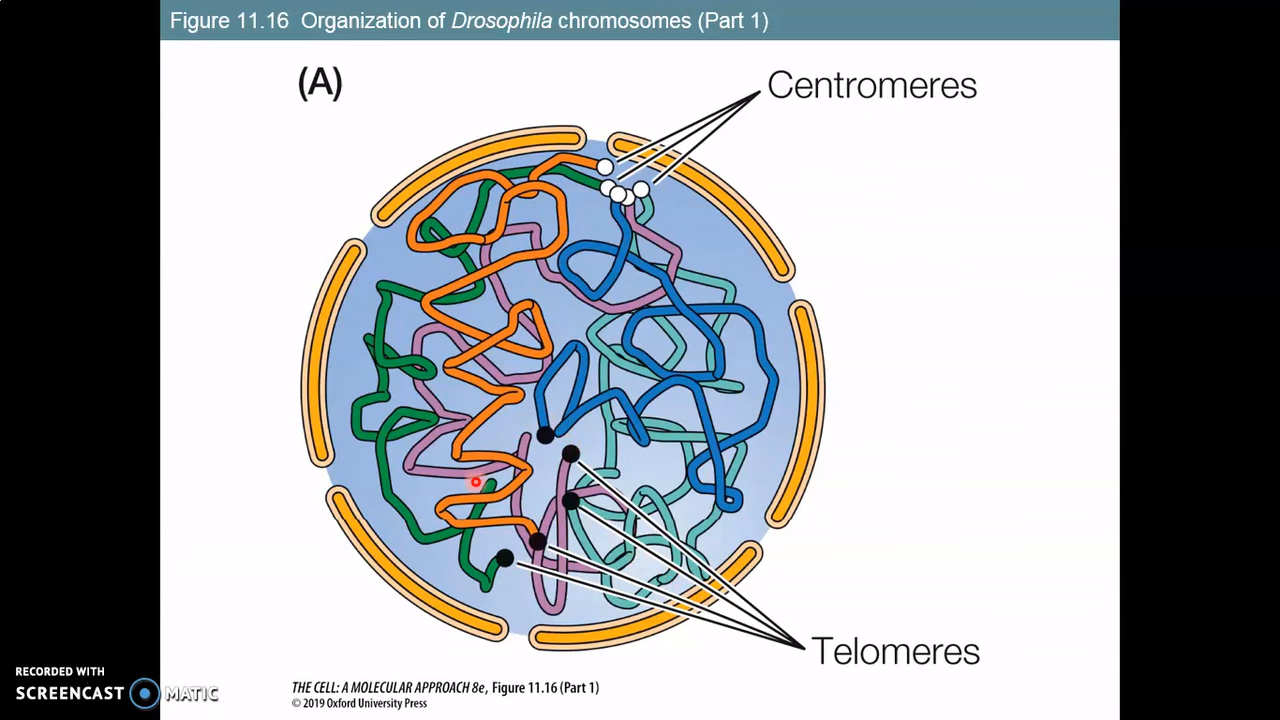 Figure 11.16 Organization of Drosophila chromosomes (Part 1)
(A)
Centromeres
Telomeres
THE CELL: A MOLECULAR APPROACH 8e, Figure 11.16 (Part 1)
© 2019 Oxford University Press
RECORDED WITH
SCREENCAST MATIC